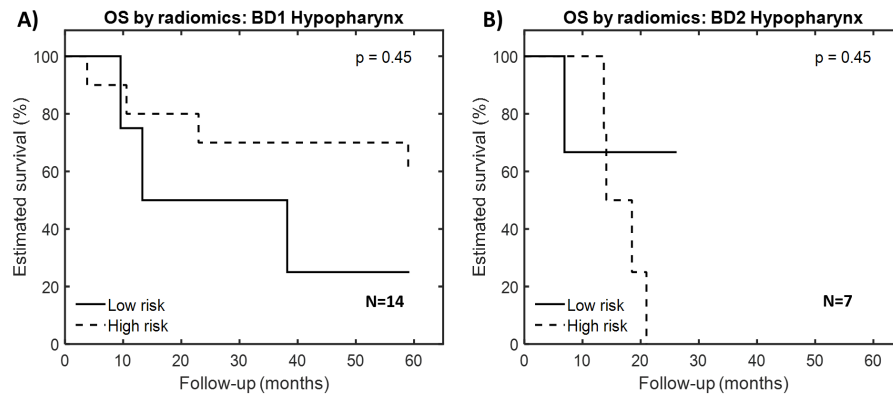 A)
OS by radiomics: BD1 Hypopharynx
p = 0.45
100
80
60
40
20
0
Estimated survival (%)
Low risk
High risk
N=14
0 10 20 30 40 50 60
Follow-up (months)
B)
OS by radiomics: BD2 Hypopharynx
p = 0.45
100
80
60
40
20
0
Estimated survival (%)
Low risk
High risk
N=7
0 10 20 30 40 50 60
Follow-up (months)